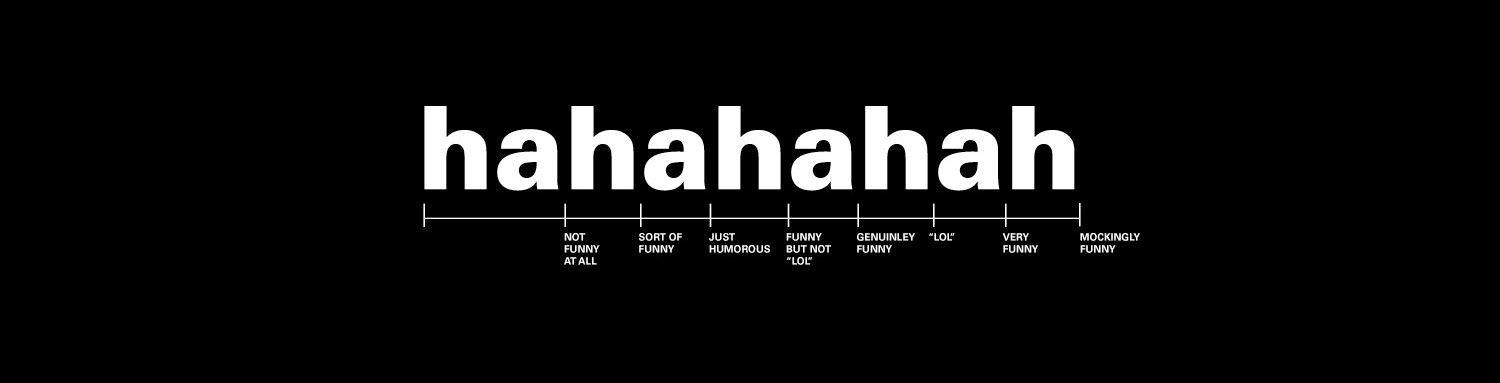 hahahahah
NOT
FUNNY
AT ALL
SORT OF
FUNNY
JUST
HUMOROUS
FUNNY
BUT NOT
“LOL”
GENUINLEY
FUNNY
“LOL”
VERY
FUNNY
MOCKINGLY
FUNNY